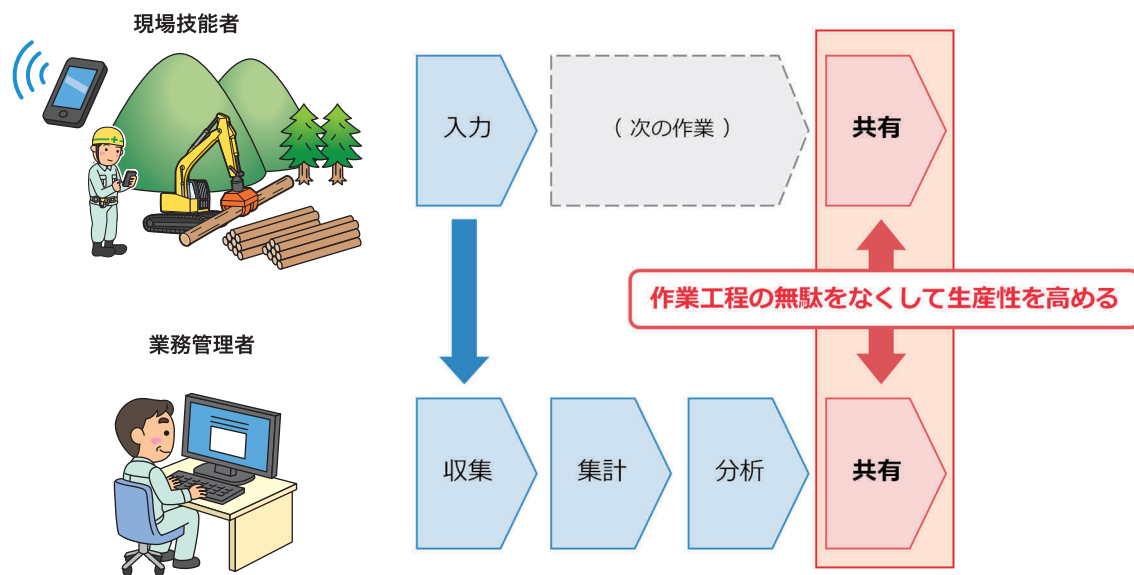 現場技能者
入力
（ 次の作業 ）
共有
作業工程の無駄をなくして生産性を高める
業務管理者
収集
集計
分析
共有